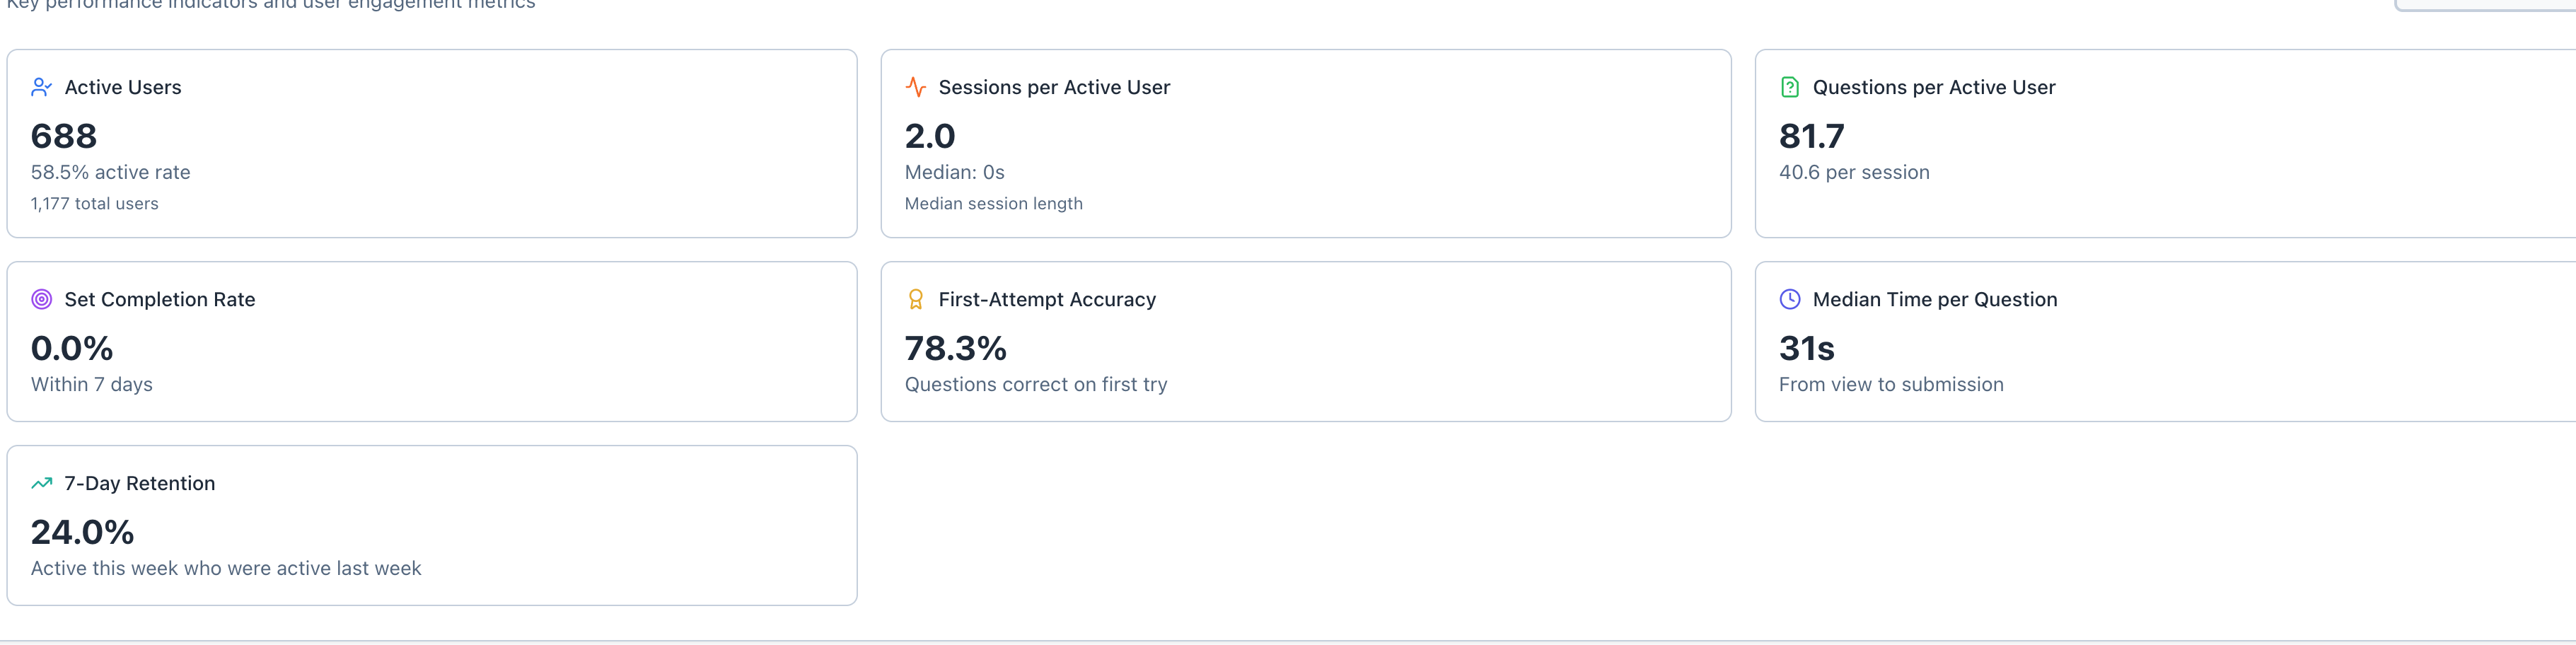 Key performance indicators and user engagement metrics
Active Users
688
58.5% active rate
1,177 total users
Sessions per Active User
2.0
Median: 0s
Median session length
Questions per Active User
81.7
40.6 per session
Set Completion Rate
0.0%
Within 7 days
First-Attempt Accuracy
78.3%
Questions correct on first try
Median Time per Question
31s
From view to submission
7-Day Retention
24.0%
Active this week who were active last week